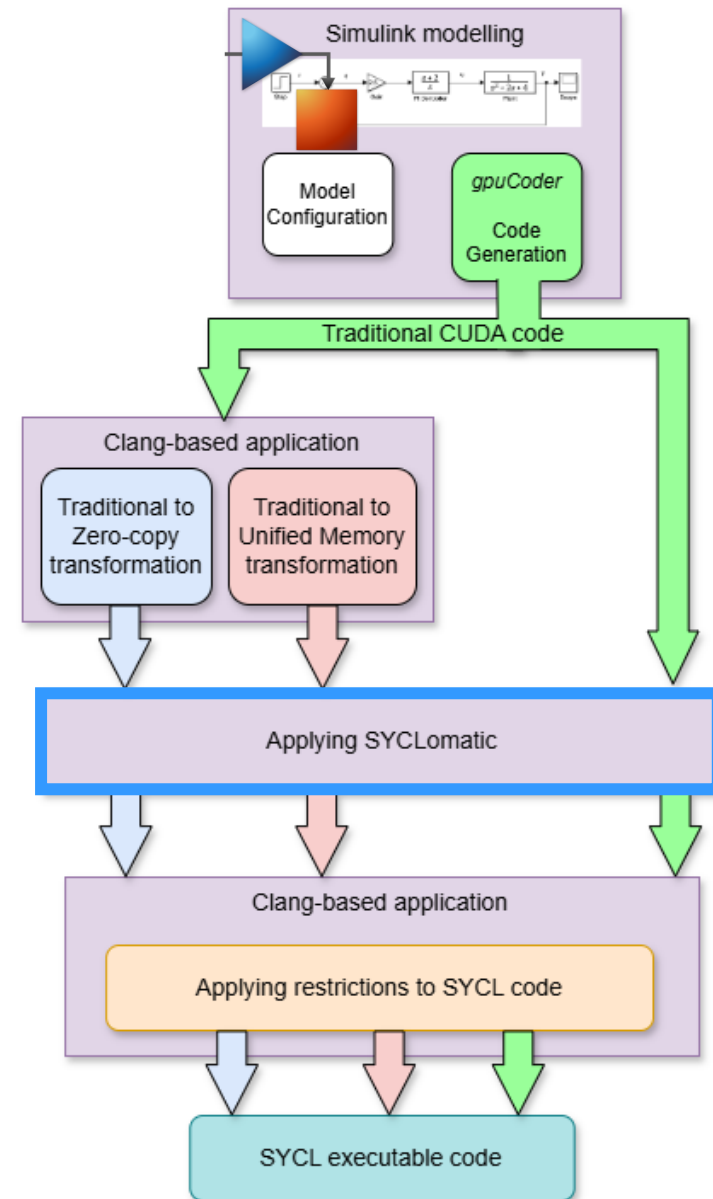 Simulink modelling
Model
Configuration
gpuCoder
Code
Generation
Traditional CUDA code
Clang-based application
Traditional to
Zero-copy
transformation
Traditional to
Unified Memory
transformation
Applying SYCLomatic
Clang-based application
Applying restrictions to SYCL code
SYCL executable code